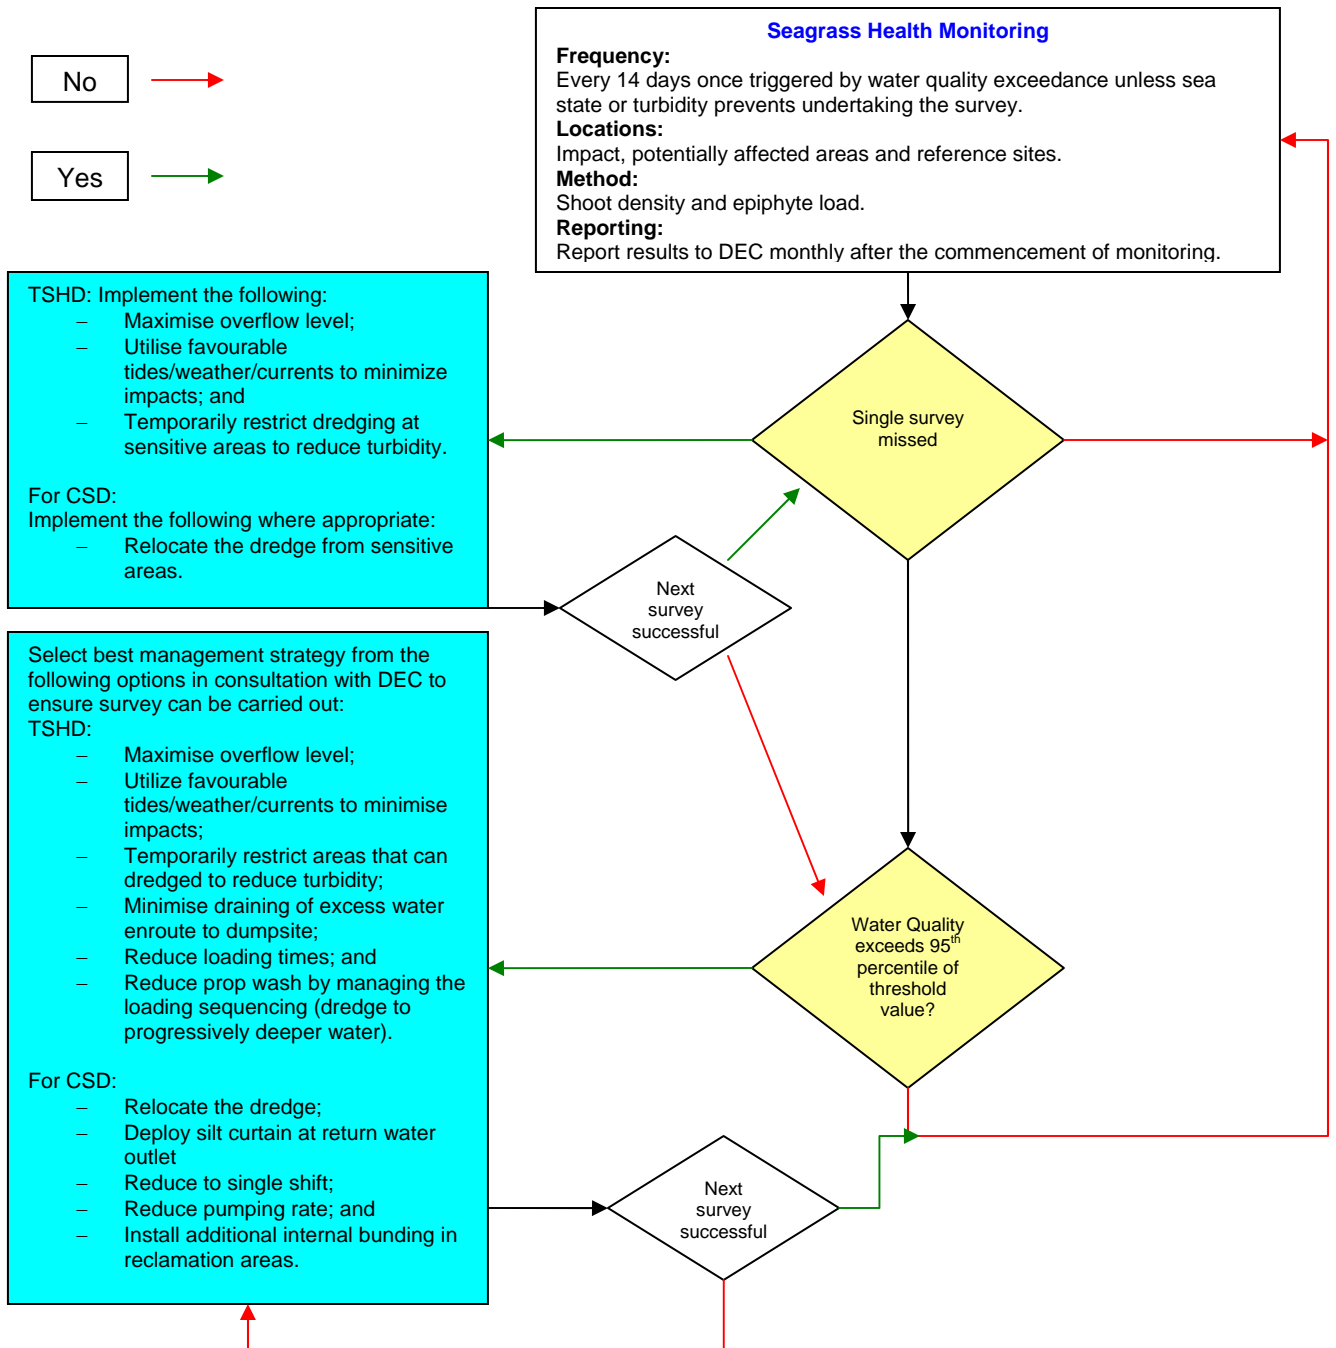 No
Yes
Seagrass Health Monitoring
Frequency:
Every 14 days once triggered by water quality exceedance unless sea
state or turbidity prevents undertaking the survey.
Locations:
Impact, potentially affected areas and reference sites.
Method:
Shoot density and epiphyte load.
Reporting:
Report results to DEC monthly after the commencement of monitoring.
TSHD: Implement the following:
– Maximise overflow level;
– Utilise favourable
tides/weather/currents to minimize
impacts; and
– Temporarily restrict dredging at
sensitive areas to reduce turbidity.
For CSD:
Implement the following where appropriate:
– Relocate the dredge from sensitive
areas.
Single survey
missed
Next
survey
successful
Select best management strategy from the
following options in consultation with DEC to
ensure survey can be carried out:
TSHD:
– Maximise overflow level;
– Utilize favourable
tides/weather/currents to minimise
impacts;
– Temporarily restrict areas that can
dredged to reduce turbidity;
– Minimise draining of excess water
enroute to dumpsite;
– Reduce loading times; and
– Reduce prop wash by managing the
loading sequencing (dredge to
progressively deeper water).
For CSD:
– Relocate the dredge;
– Deploy silt curtain at return water
outlet
– Reduce to single shift;
– Reduce pumping rate; and
– Install additional internal bunding in
reclamation areas.
Water Quality
exceeds 95th
percentile of
threshold
value?
Next
survey
successful